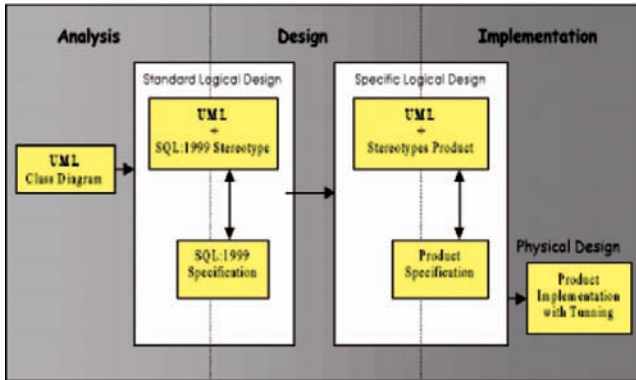 Analysis
Design
Implementation
Standard Logical Design
Specific Logical Design
UML
+
SQL:1999 Stereotype
UML
+
Stereotypes Product
UML
Class Diagram
SQL:1999
Specification
Product
Specification
Physical Design
Product
Implementation
with Tunning